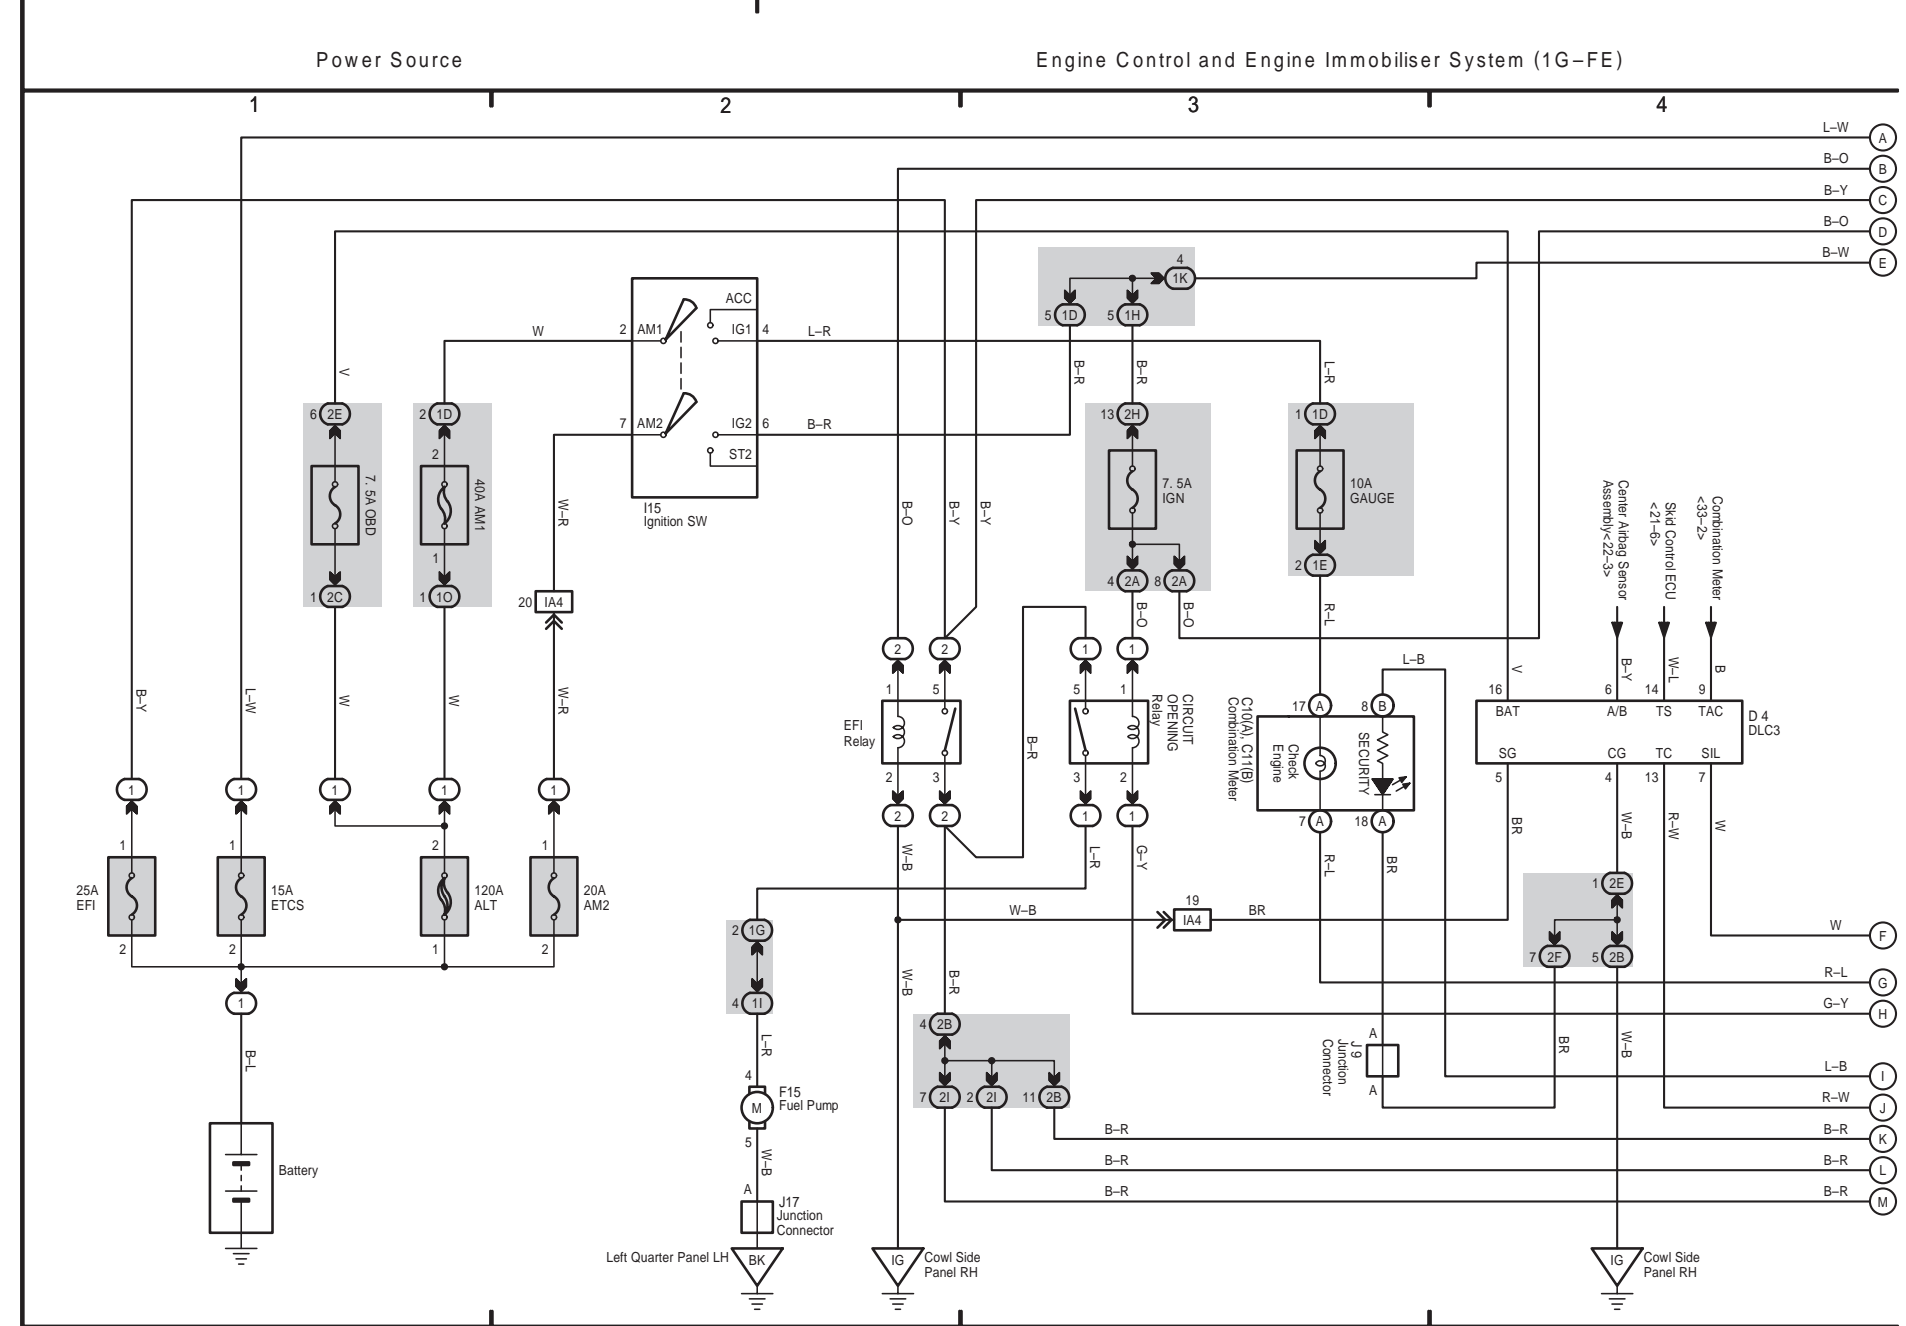 Power Source
Engine Control and Engine Immobiliser System (1G–FE)
1
2
3
4
L–W
A
B–O
B
B–Y
C
B–O
D
B–W
E
4
1K
5
1D
5
1H
ACC
W
2
AM1
IG1
4
L–R
7
AM2
IG2
6
B–R
ST2
I15
Ignition SW
V
B–R
B–R
L–R
6
2E
2
1D
2
7. 5A OBD
40A AM1
1
1
2C
1
1O
W–R
20
IA4
13
2H
7. 5A
IGN
4
2A
8
2A
1
1D
10A
GAUGE
2
1E
B–O
B–Y
B–Y
Center Airbag Sensor
Assembly<22–3>
Skid Control ECU
<21–6>
Combination Meter
<33–2>
B–O
B–O
R–L
L–B
2
2
1
1
1
5
5
1
EFI
Relay
CIRCUIT
OPENING
Relay
B–R
2
3
3
2
2
2
1
1
B–Y
L–W
W
W
W–R
1
1
1
1
1
C10(A), C11(B)
Combination Meter
17
A
8
B
Check
Engine
SECURITY
7
A
18
A
V
B–Y
W–L
B
16
6
14
9
BAT
A/B
TS
TAC
D 4
DLC3
SG
CG
TC
SIL
5
4
13
7
BR
W–B
R–W
W
1
1
2
1
25A
EFI
15A
ETCS
120A
ALT
20A
AM2
2
2
1
2
1
W–B
L–R
G–Y
R–L
BR
W–B
19
IA4
BR
1
2E
7
2F
5
2B
W
F
R–L
G
G–Y
H
2
1G
4
1I
W–B
B–R
B–L
L–R
4
F15
Fuel Pump
M
5
W–B
A
J17
Junction
Connector
4
2B
7
2I
2
2I
11
2B
A
J 9
Junction
Connector
A
BR
W–B
L–B
I
R–W
J
B–R
B–R
K
B–R
B–R
L
B–R
B–R
M
Battery
Left Quarter Panel LH
BK
IG
Cowl Side
Panel RH
IG
Cowl Side
Panel RH